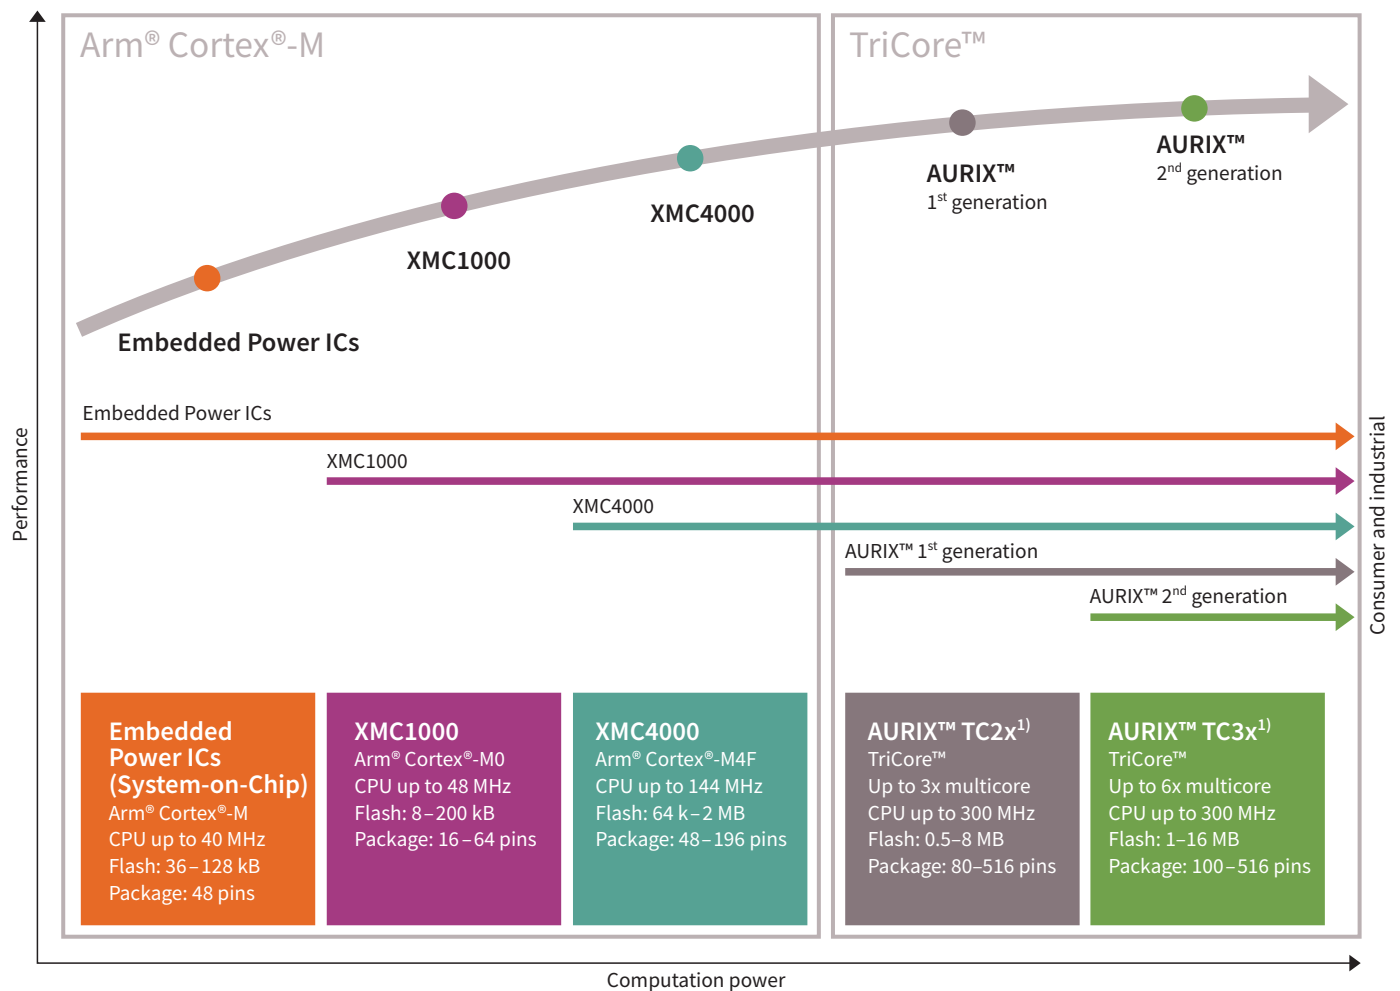 Arm® Cortex®-M
TriCore™
AURIX™
2nd generation
AURIX™
1st generation
XMC4000
XMC1000
Embedded Power ICs
Embedded Power ICs
XMC1000
XMC4000
AURIX™ 1st generation
AURIX™ 2nd generation
Performance
Consumer and industrial
Embedded
Power ICs
(System-on-Chip)
Arm® Cortex®-M
CPU up to 40 MHz
Flash: 36–128 kB
Package: 48 pins
XMC1000
Arm® Cortex®-M0
CPU up to 48 MHz
Flash: 8–200 kB
Package: 16–64 pins
XMC4000
Arm® Cortex®-M4F
CPU up to 144 MHz
Flash: 64 k–2 MB
Package: 48–196 pins
AURIX™ TC2x1)
TriCore™
Up to 3x multicore
CPU up to 300 MHz
Flash: 0.5–8 MB
Package: 80–516 pins
AURIX™ TC3x1)
TriCore™
Up to 6x multicore
CPU up to 300 MHz
Flash: 1–16 MB
Package: 100–516 pins
Computation power